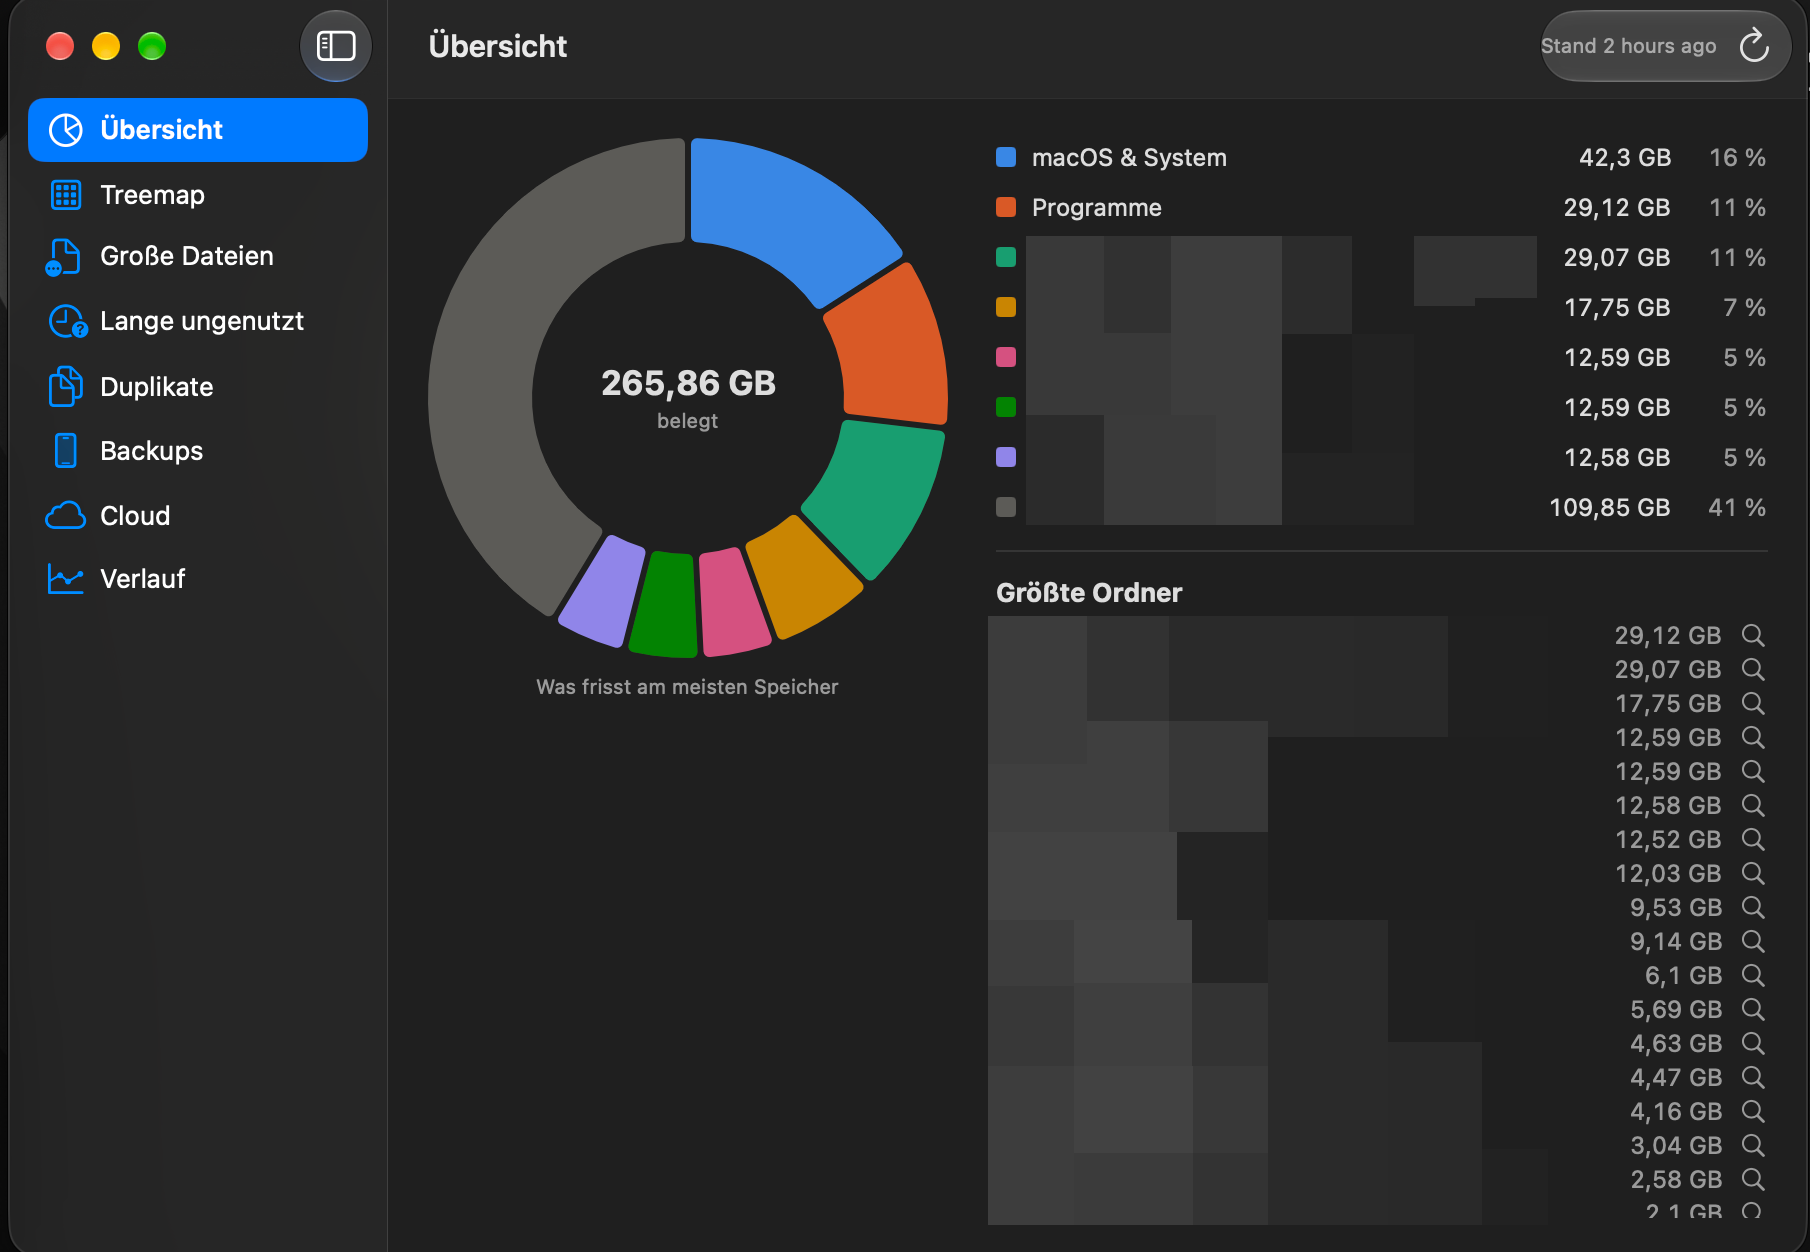 Übersicht
Stand 2 hours ago
Übersicht
Treemap
Große Dateien
Lange ungenutzt
Duplikate
Backups
Cloud
Verlauf
265,86 GB
belegt
Was frisst am meisten Speicher
macOS & System 42,3 GB 16 %
Programme 29,12 GB 11 %
29,07 GB 11 %
17,75 GB 7 %
12,59 GB 5 %
12,59 GB 5 %
12,58 GB 5 %
109,85 GB 41 %
Größte Ordner
29,12 GB
29,07 GB
17,75 GB
12,59 GB
12,59 GB
12,58 GB
12,52 GB
12,03 GB
9,53 GB
9,14 GB
6,1 GB
5,69 GB
4,63 GB
4,47 GB
4,16 GB
3,04 GB
2,58 GB
2,1 GB